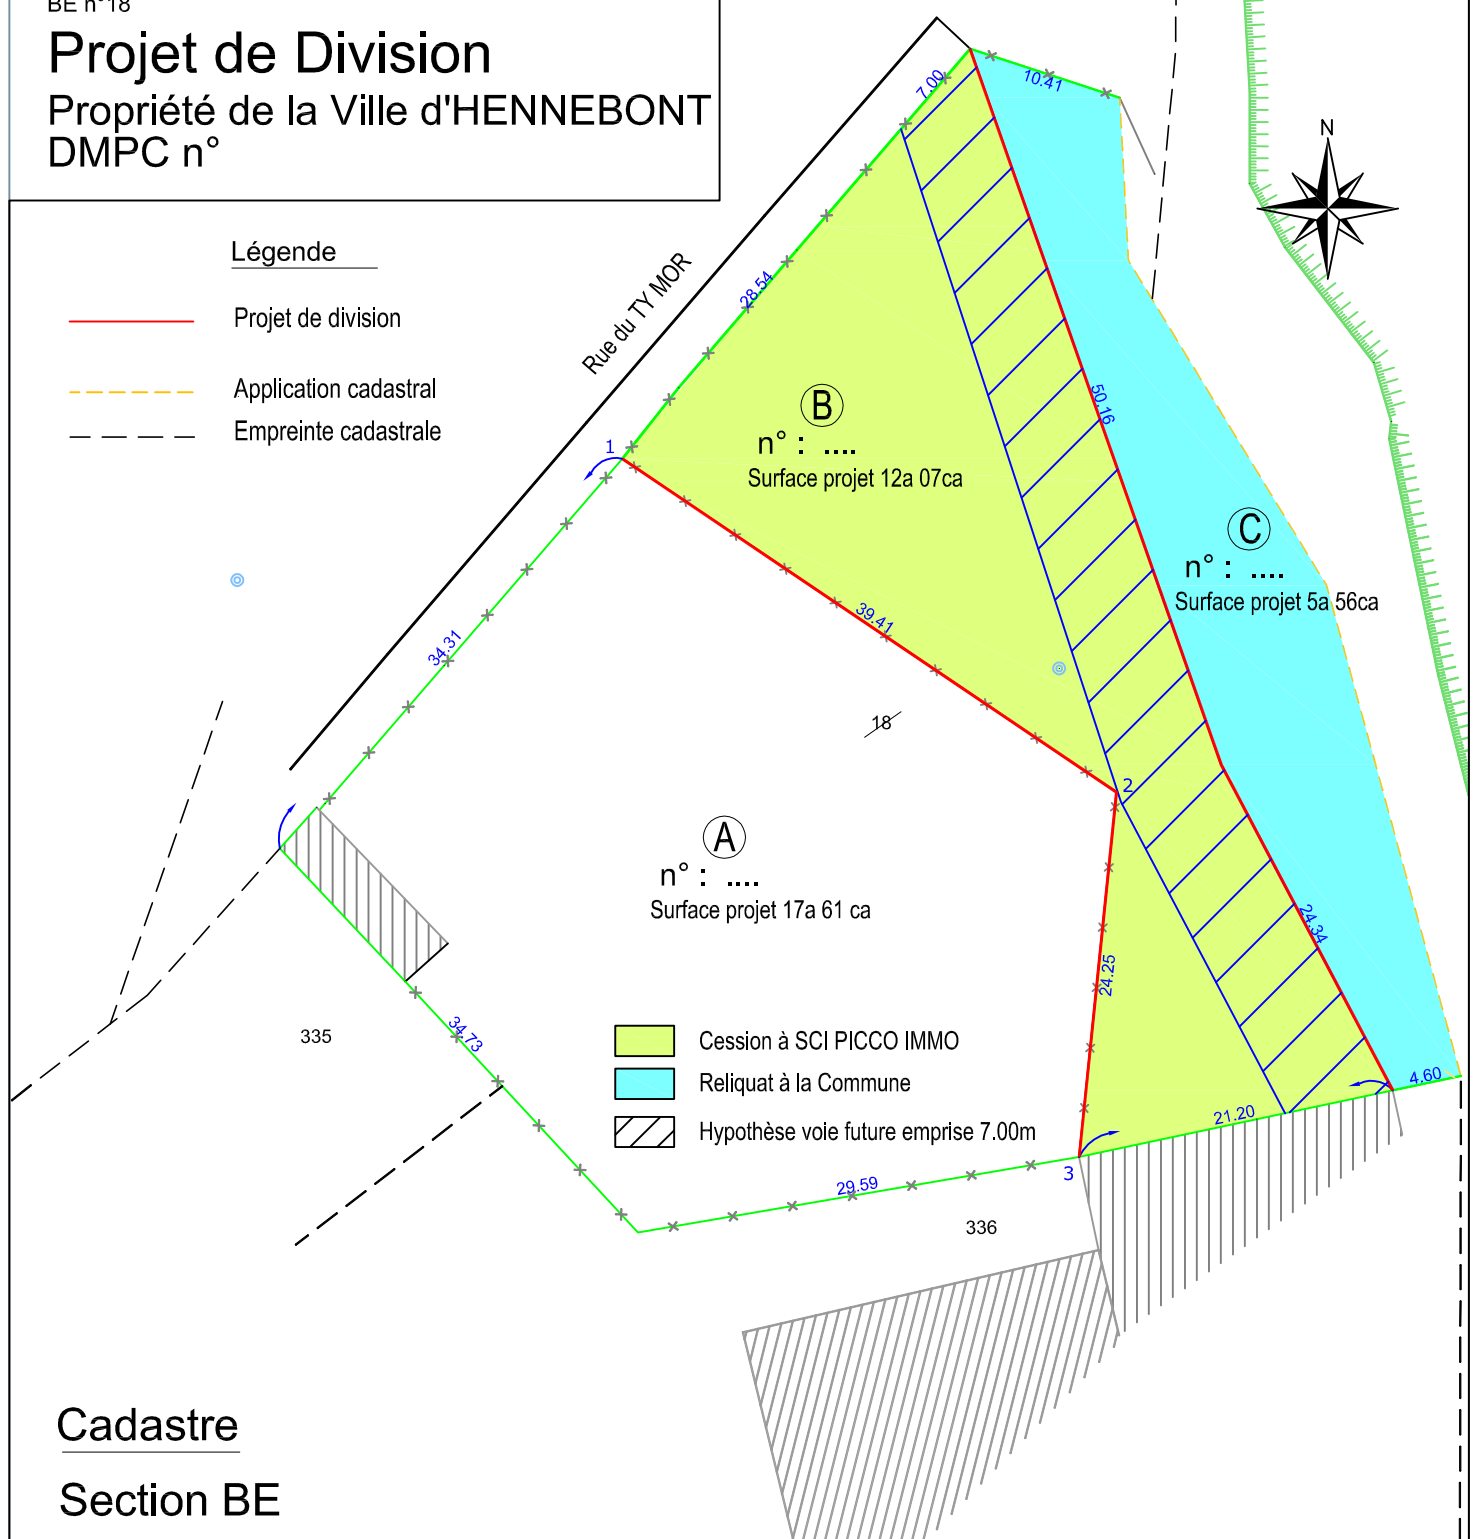 BE n°18
Projet de Division
Propriété de la Ville d'HENNEBONT
DMPC n°
Légende
Projet de division
Application cadastral
Empreinte cadastrale
Rue du TY MOR
7.00
10.41
N
28.54
1
B
n° : ....
Surface projet 12a 07ca
50.16
C
n° : ....
Surface projet 5a 56ca
39.41
34.31
18
2
A
n° : ....
Surface projet 17a 61 ca
24.34
24.25
335
34.73
Cession à SCI PICCO IMMO
Reliquat à la Commune
Hypothèse voie future emprise 7.00m
4.60
21.20
3
29.59
336
Cadastre
Section BE